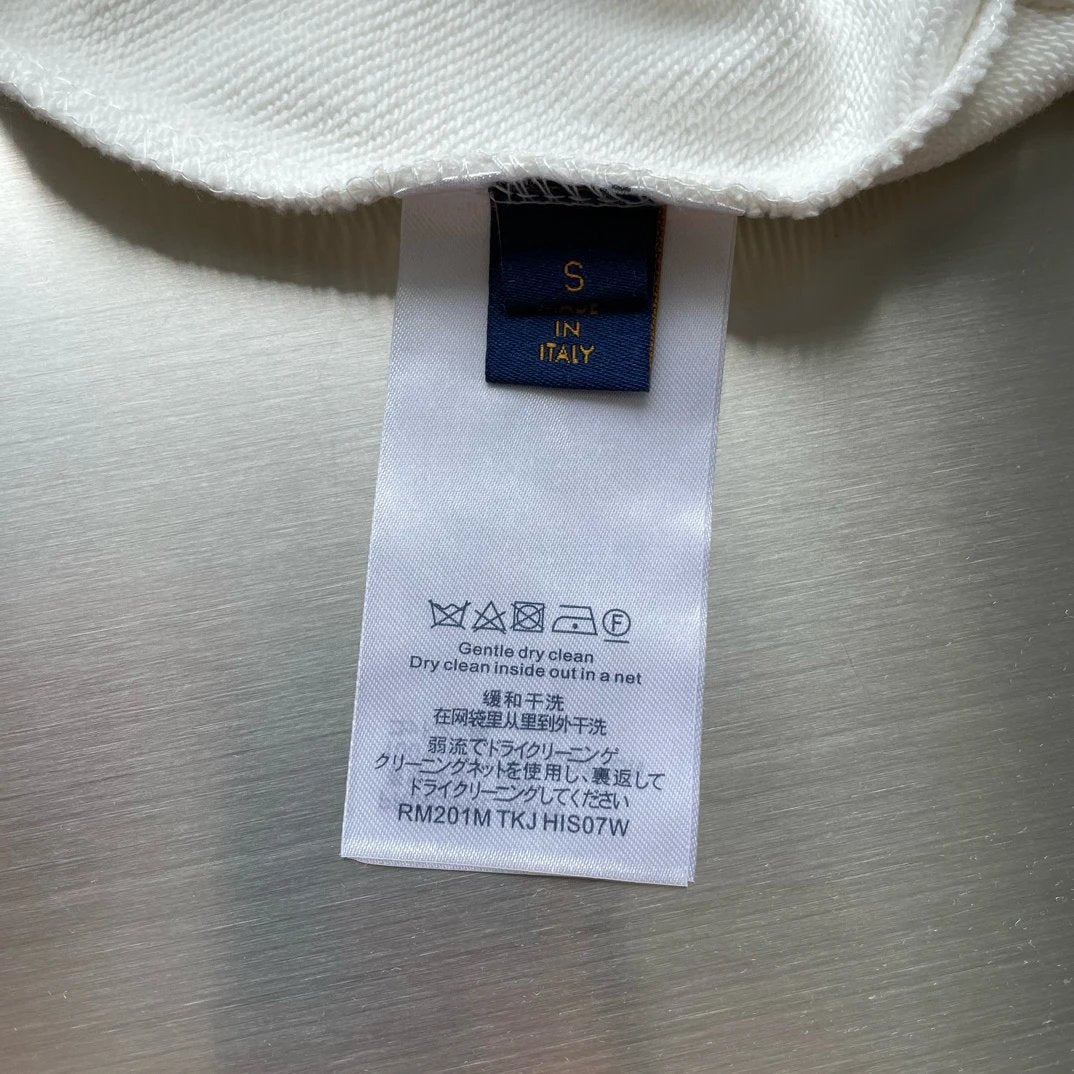 S
MADE
IN
ITALY
F
Gentle dry clean
Dry clean inside out in a net
缓和干洗
在网袋里从里到外干洗
弱流でドライクリーニング
クリーニングネットを使用し、裏返して
ドライクリーニングしてください
RM201M TKJ HIS07W